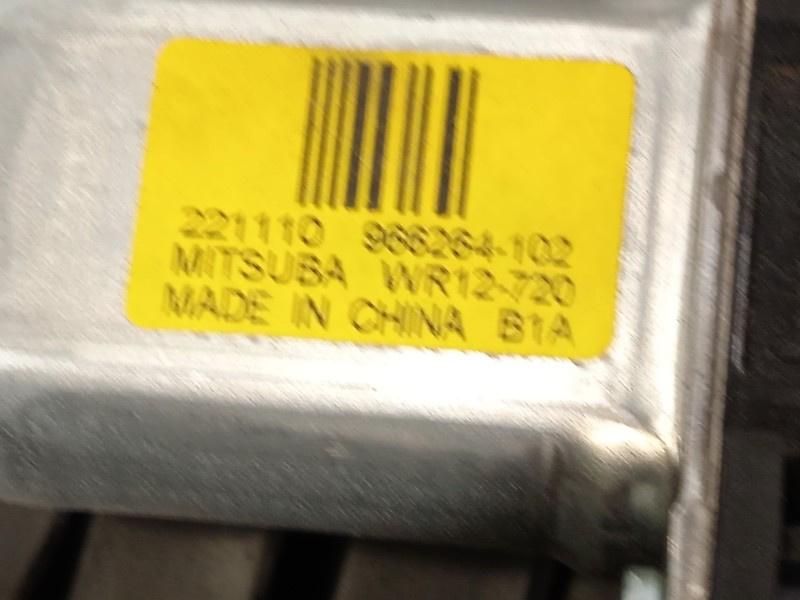 221110 966264-102
MITSUBA WR12-720
MADE IN CHINA B1A